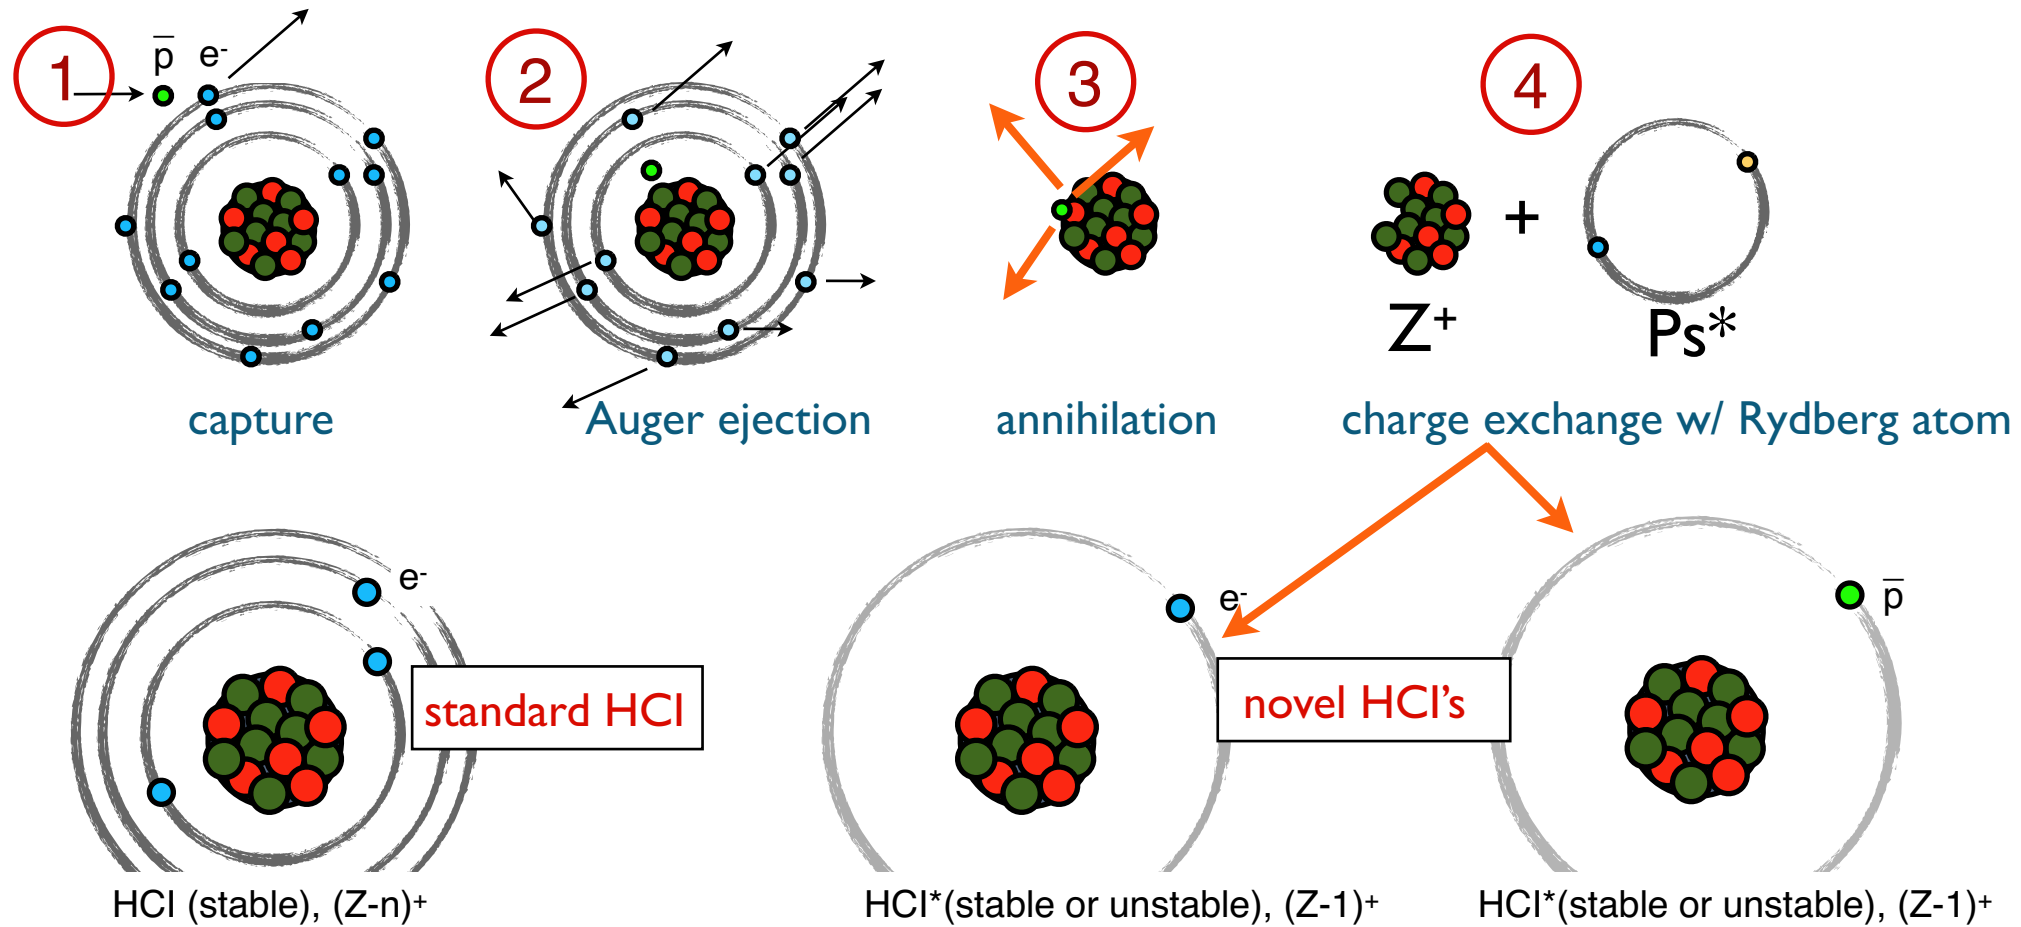 1
p̅ e-
2
3
4
+
Z+
Ps*
capture
Auger ejection
annihilation
charge exchange w/ Rydberg atom
e-
standard HCI
e-
novel HCI's
p̅
HCI (stable), (Z-n)+
HCI*(stable or unstable), (Z-1)+
HCI*(stable or unstable), (Z-1)+